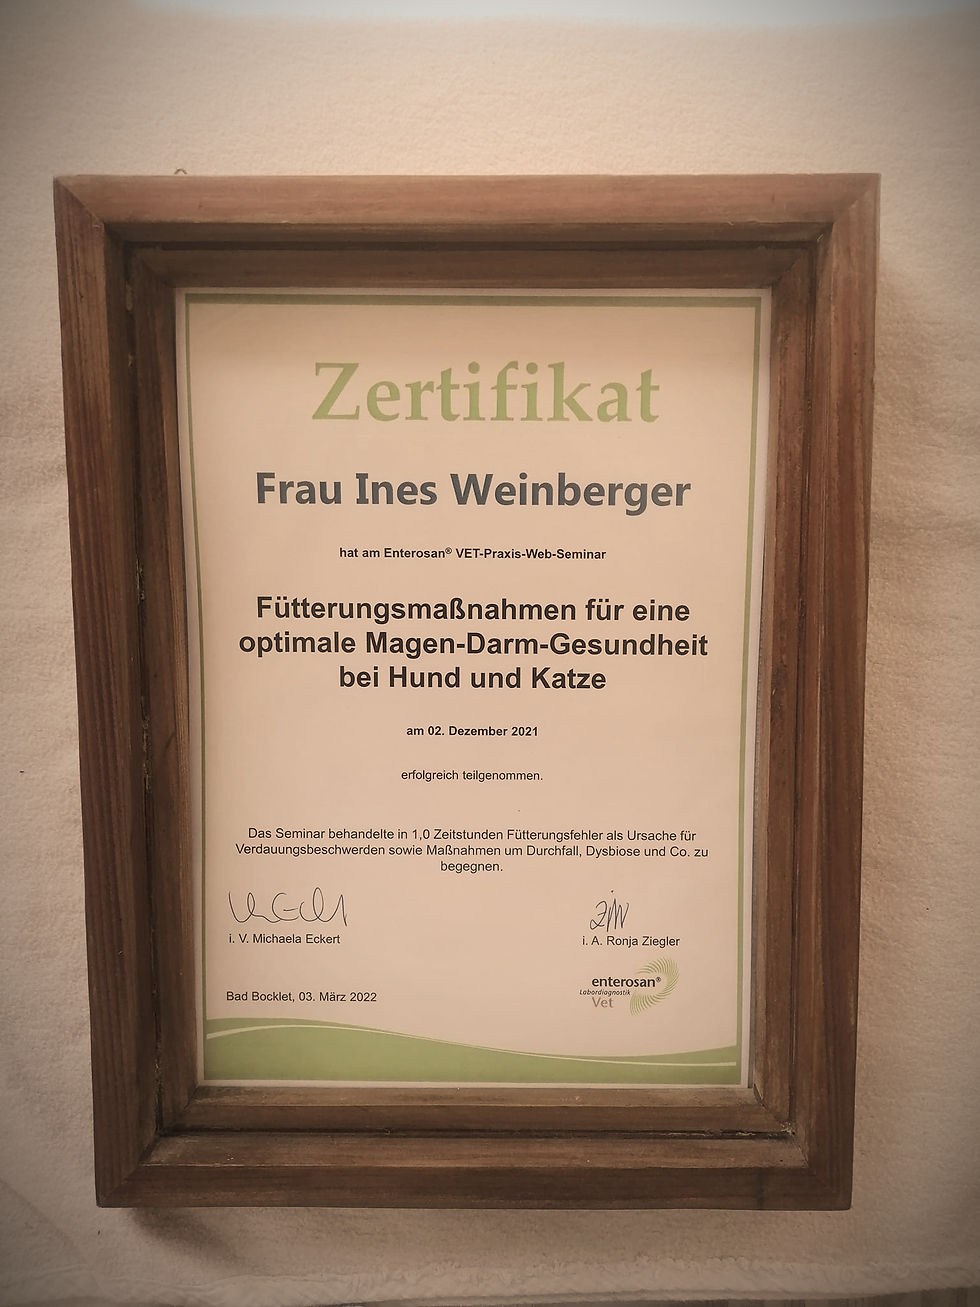 Zertifikat
Frau Ines Weinberger
hat am Enterosan® VET-Praxis-Web-Seminar
Fütterungsmaßnahmen für eine
optimale Magen-Darm-Gesundheit
bei Hund und Katze
am 02. Dezember 2021
erfolgreich teilgenommen.
Das Seminar behandelte in 1,0 Zeitstunden Fütterungsfehler als Ursache für
Verdauungsbeschwerden sowie Maßnahmen um Durchfall, Dysbiose und Co. zu
begegnen.
i. V. Michaela Eckert
i. A. Ronja Ziegler
Bad Bocklet, 03. März 2022
enterosan®
Labordiagnostik
Vet